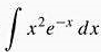 ∫ x²e⁻ˣ dx